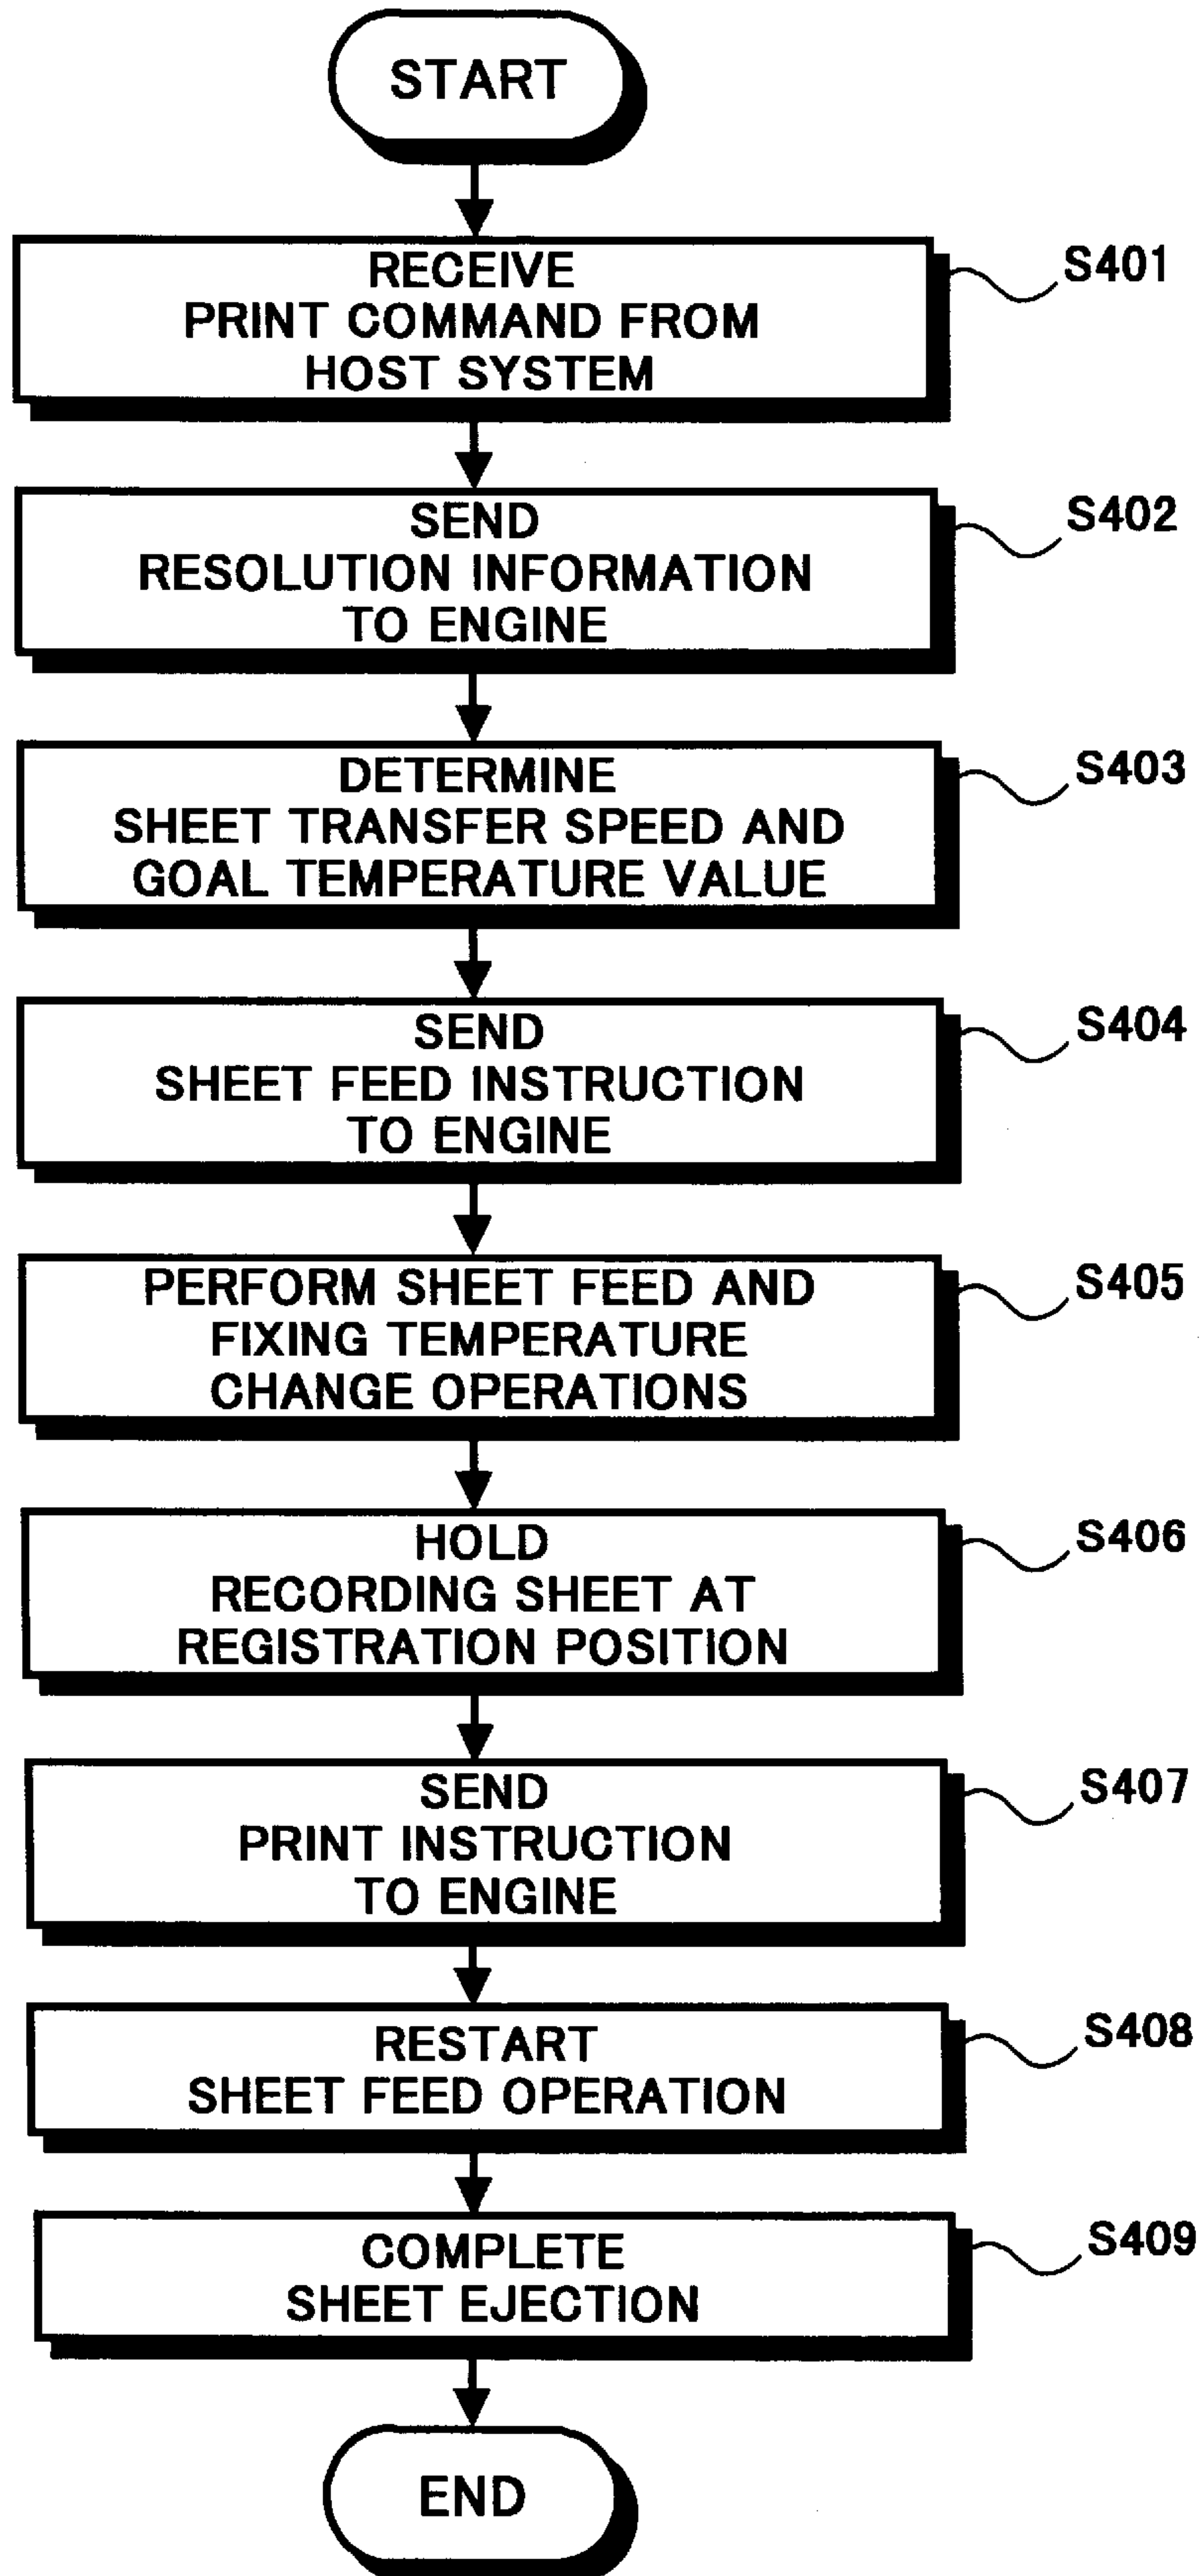 START
RECEIVE
PRINT COMMAND FROM
HOST SYSTEM
S401
SEND
RESOLUTION INFORMATION
TO ENGINE
S402
DETERMINE
SHEET TRANSFER SPEED AND
GOAL TEMPERATURE VALUE
S403
SEND
SHEET FEED INSTRUCTION
TO ENGINE
S404
PERFORM SHEET FEED AND
FIXING TEMPERATURE
CHANGE OPERATIONS
S405
HOLD
RECORDING SHEET AT
REGISTRATION POSITION
S406
SEND
PRINT INSTRUCTION
TO ENGINE
S407
RESTART
SHEET FEED OPERATION
S408
COMPLETE
SHEET EJECTION
S409
END